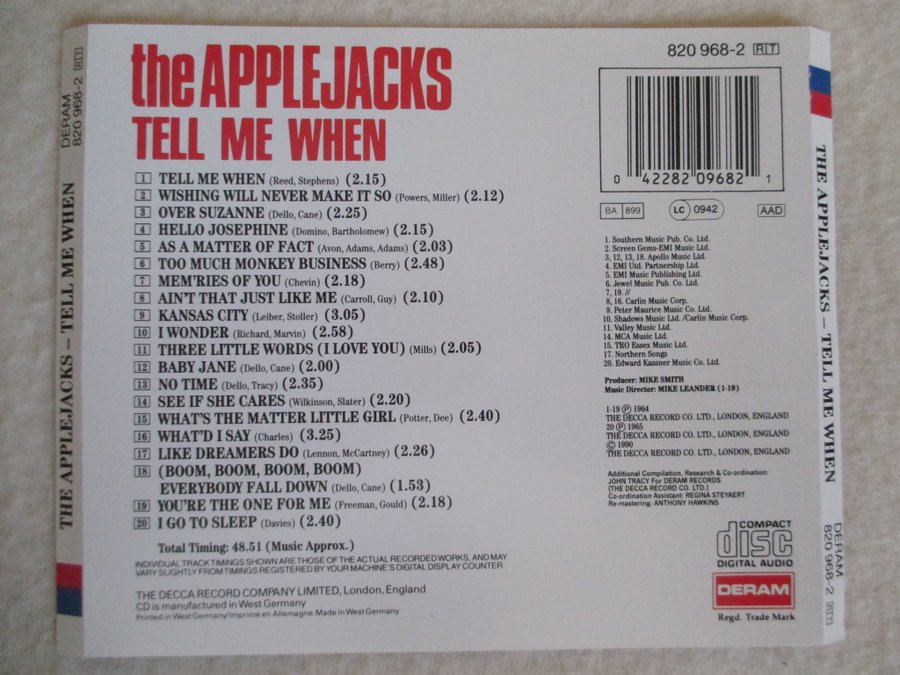 DERAM
820 968-2 R T
THE APPLEJACKS – TELL ME WHEN
the APPLEJACKS
TELL ME WHEN
1 TELL ME WHEN (Reed, Stephens) (2.15)
2 WISHING WILL NEVER MAKE IT SO (Powers, Miller) (2.12)
3 OVER SUZANNE (Dello, Cane) (2.25)
4 HELLO JOSEPHINE (Domino, Bartholomew) (2.15)
5 AS A MATTER OF FACT (Avon, Adams, Adams) (2.03)
6 TOO MUCH MONKEY BUSINESS (Berry) (2.48)
7 MEM'RIES OF YOU (Chevin) (2.18)
8 AIN'T THAT JUST LIKE ME (Carroll, Guy) (2.10)
9 KANSAS CITY (Leiber, Stoller) (3.05)
10 I WONDER (Richard, Marvin) (2.58)
11 THREE LITTLE WORDS (I LOVE YOU) (Mills) (2.05)
12 BABY JANE (Dello, Cane) (2.00)
13 NO TIME (Dello, Tracy) (2.35)
14 SEE IF SHE CARES (Wilkinson, Slater) (2.20)
15 WHAT'S THE MATTER LITTLE GIRL (Potter, Dee) (2.40)
16 WHAT'D I SAY (Charles) (3.25)
17 LIKE DREAMERS DO (Lennon, McCartney) (2.26)
18 (BOOM, BOOM, BOOM, BOOM)
EVERYBODY FALL DOWN (Dello, Cane) (1.53)
19 YOU'RE THE ONE FOR ME (Freeman, Gould) (2.18)
20 I GO TO SLEEP (Davies) (2.40)
Total Timing: 48.51 (Music Approx.)
INDIVIDUAL TRACK TIMINGS SHOWN ARE THOSE OF THE ACTUAL RECORDED WORKS, AND MAY
VARY SLIGHTLY FROM TIMINGS REGISTERED BY YOUR MACHINE'S DIGITAL DISPLAY COUNTER.
THE DECCA RECORD COMPANY LIMITED, London, England
CD is manufactured in West Germany
Printed in West Germany/Imprimé en Allemagne. Made in West Germany
820 968-2 R T
0 42282 09682 1
BA 899 LC 0942 AAD
1. Southern Music Pub. Co. Ltd.
2. Screen Gems-EMI Music Ltd.
3, 12, 13, 18. Apollo Music Ltd.
4. EMI Utd. Partnership Ltd.
5. EMI Music Publishing
6. Jewel Music Pub. Co. Ltd.
7, 19. //
8, 16. Carlin Music Corp.
9. Peter Maurice Music Co. Ltd.
10. Shadows Music Ltd. /Carlin Music Corp.
11. Valley Music Ltd.
14. MCA Music Ltd.
15. TRO Essex Music Ltd.
17. Northern Songs
20. Edward Kassner Music Co. Ltd.
Producer: MIKE SMITH
Music Director: MIKE LEANDER (1-19)
1-19 ℗ 1964
THE DECCA RECORD CO. LTD., LONDON, ENGLAND
20 ℗ 1965
THE DECCA RECORD CO. LTD., LONDON, ENGLAND
© 1990
THE DECCA RECORD CO. LTD., LONDON, ENGLAND
Additional Compilation, Research & Co-ordination:
JOHN TRACY For DERAM RECORDS
(THE DECCA RECORD CO. LTD.)
Co-ordination Assistant: REGINA STEYAERT
Re-mastering: ANTHONY HAWKINS
COMPACT
disc
DIGITAL AUDIO
DERAM
Regd. Trade Mark
THE APPLEJACKS – TELL ME WHEN
DERAM
820 968-2 R T